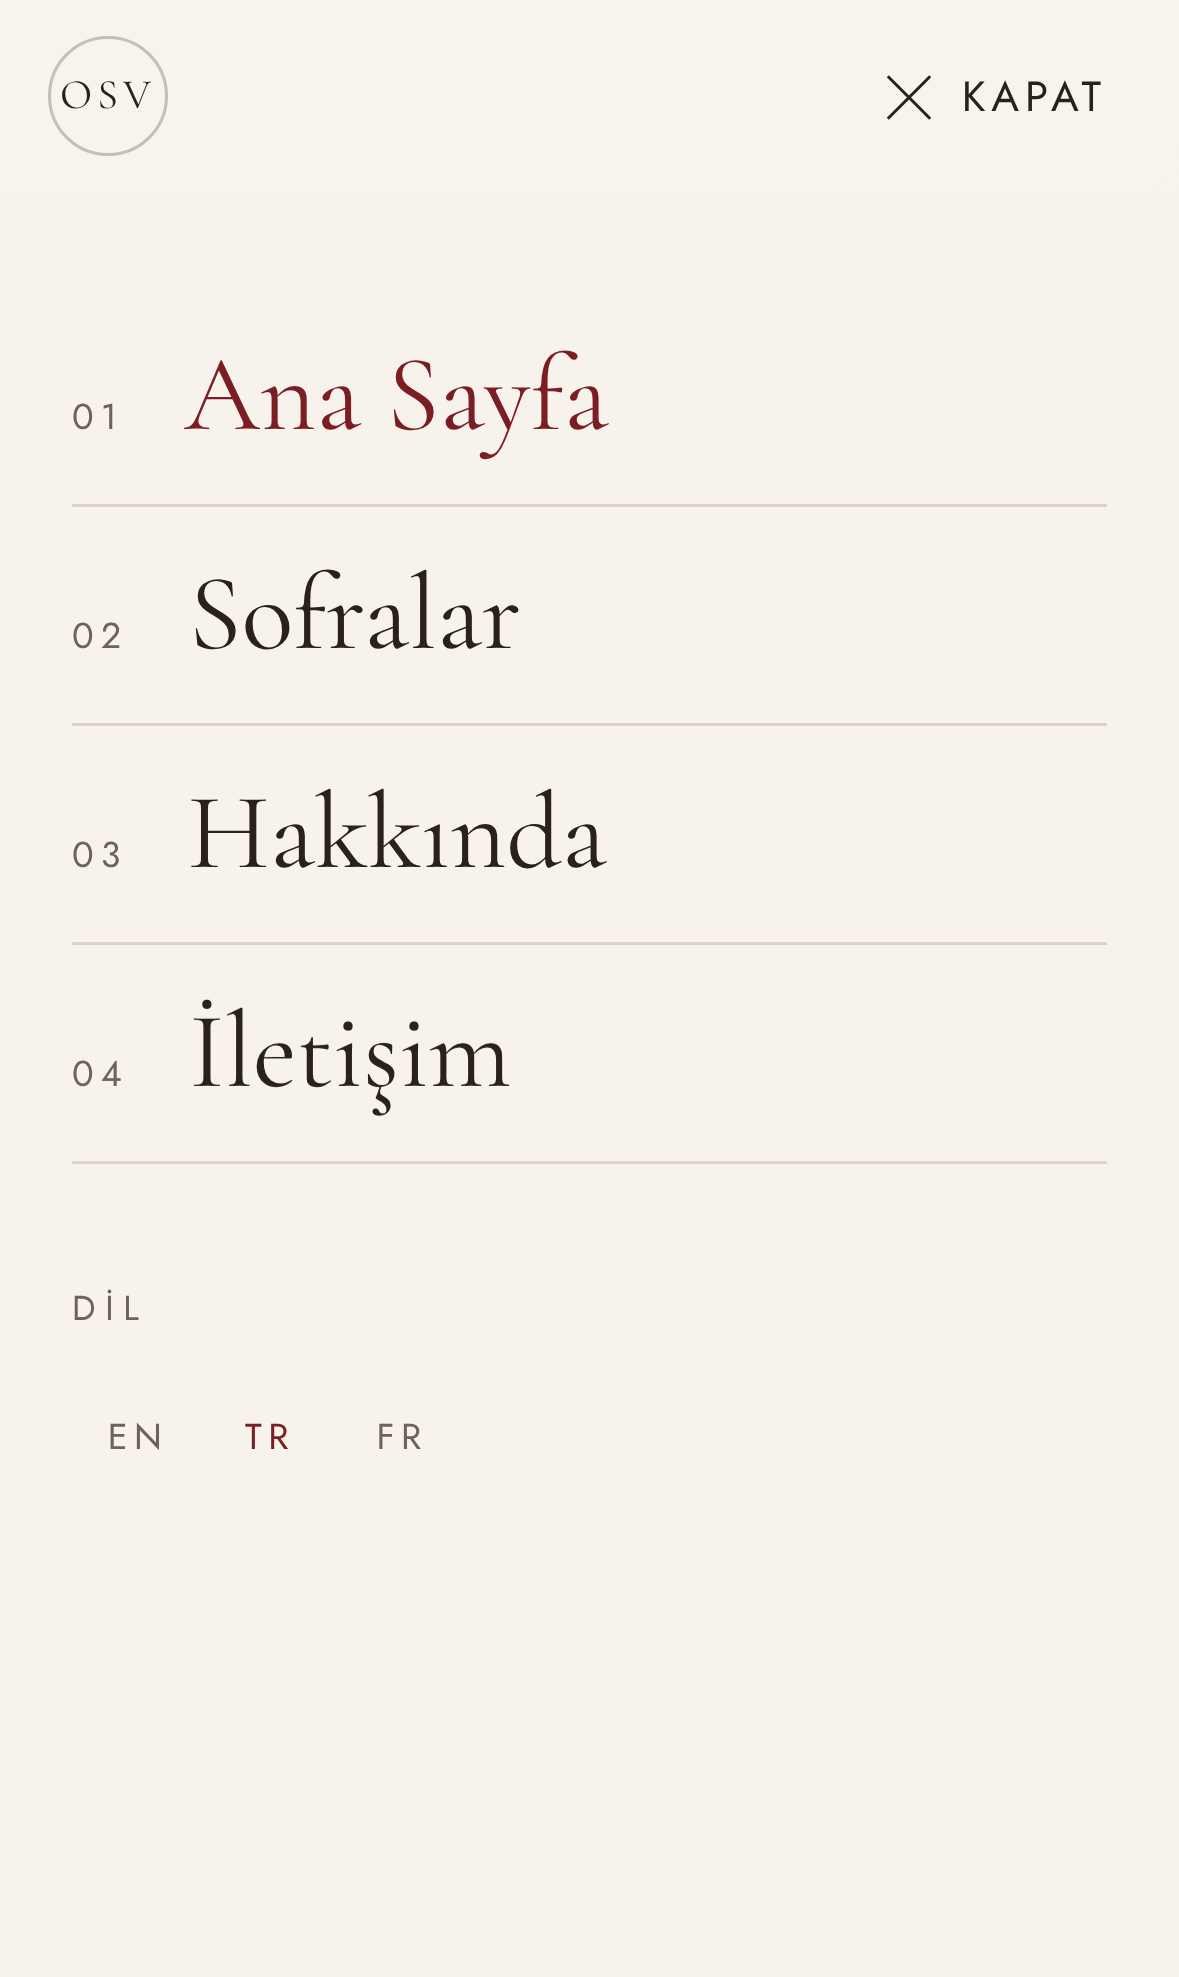 OSV
KAPAT
01 Ana Sayfa
02 Sofralar
03 Hakkında
04 İletişim
DİL
EN TR FR